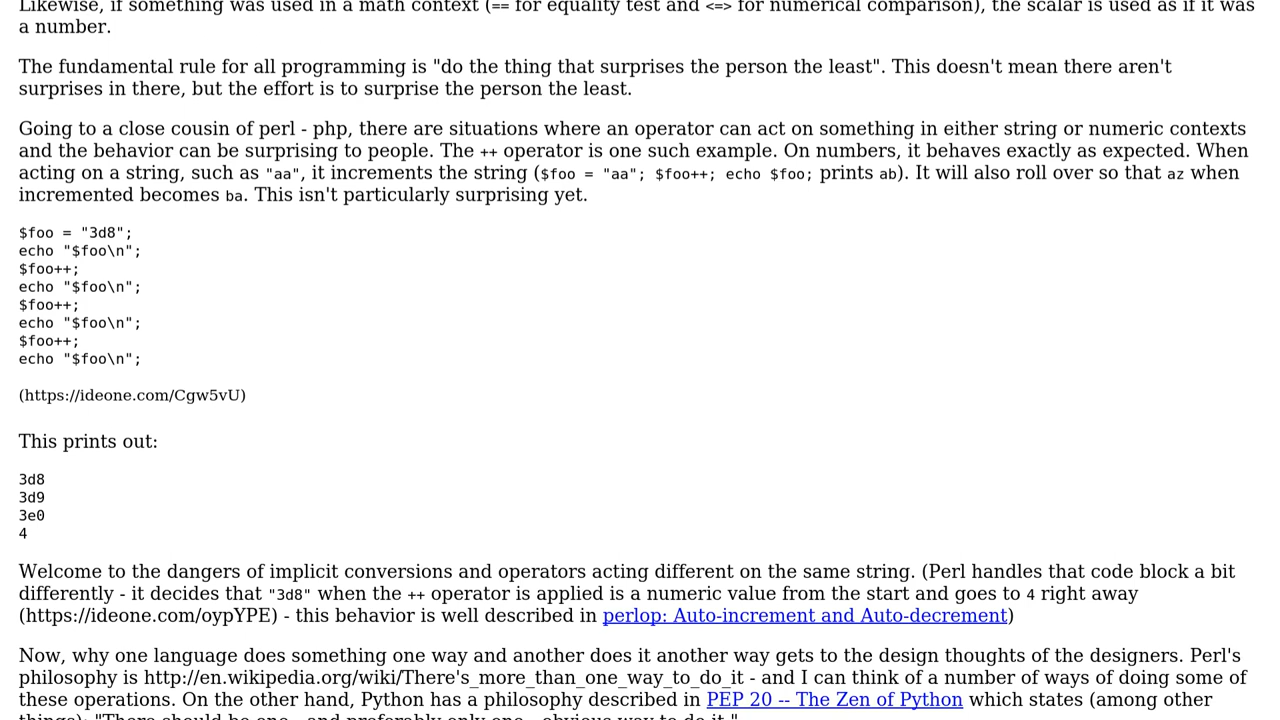 Likewise, if something was used in a math context (== for equality test and <=> for numerical comparison), the scalar is used as if it was
a number.
The fundamental rule for all programming is "do the thing that surprises the person the least". This doesn't mean there aren't
surprises in there, but the effort is to surprise the person the least.
Going to a close cousin of perl - php, there are situations where an operator can act on something in either string or numeric contexts
and the behavior can be surprising to people. The ++ operator is one such example. On numbers, it behaves exactly as expected. When
acting on a string, such as "aa", it increments the string ($foo = "aa"; $foo++; echo $foo; prints ab). It will also roll over so that az when
incremented becomes ba. This isn't particularly surprising yet.
$foo = "3d8";
echo "$foo\n";
$foo++;
echo "$foo\n";
$foo++;
echo "$foo\n";
$foo++;
echo "$foo\n";
(https://ideone.com/Cgw5vU)
This prints out:
3d8
3d9
3e0
4
Welcome to the dangers of implicit conversions and operators acting different on the same string. (Perl handles that code block a bit
differently - it decides that "3d8" when the ++ operator is applied is a numeric value from the start and goes to 4 right away
(https://ideone.com/oypYPE) - this behavior is well described in perlop: Auto-increment and Auto-decrement)
Now, why one language does something one way and another does it another way gets to the design thoughts of the designers. Perl's
philosophy is http://en.wikipedia.org/wiki/There's_more_than_one_way_to_do_it - and I can think of a number of ways of doing some of
these operations. On the other hand, Python has a philosophy described in PEP 20 -- The Zen of Python which states (among other
things): "There should be one-- and preferably only one --obvious way to do it."